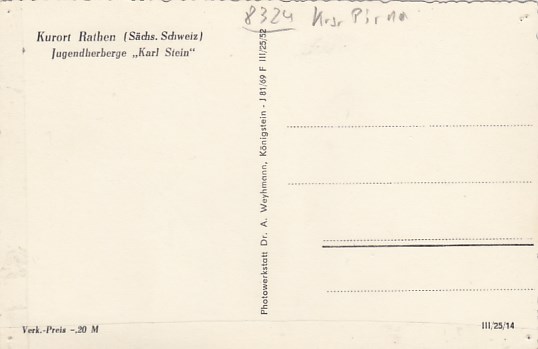 8324 Krs. Pirna
Kurort Rathen (Sächs. Schweiz)
Jugendherberge „Karl Stein"
Photowerkstatt Dr. A. Weyhmann, Königstein - J 81/69 F III/25/52
Verk.-Preis -,20 M
III/25/14